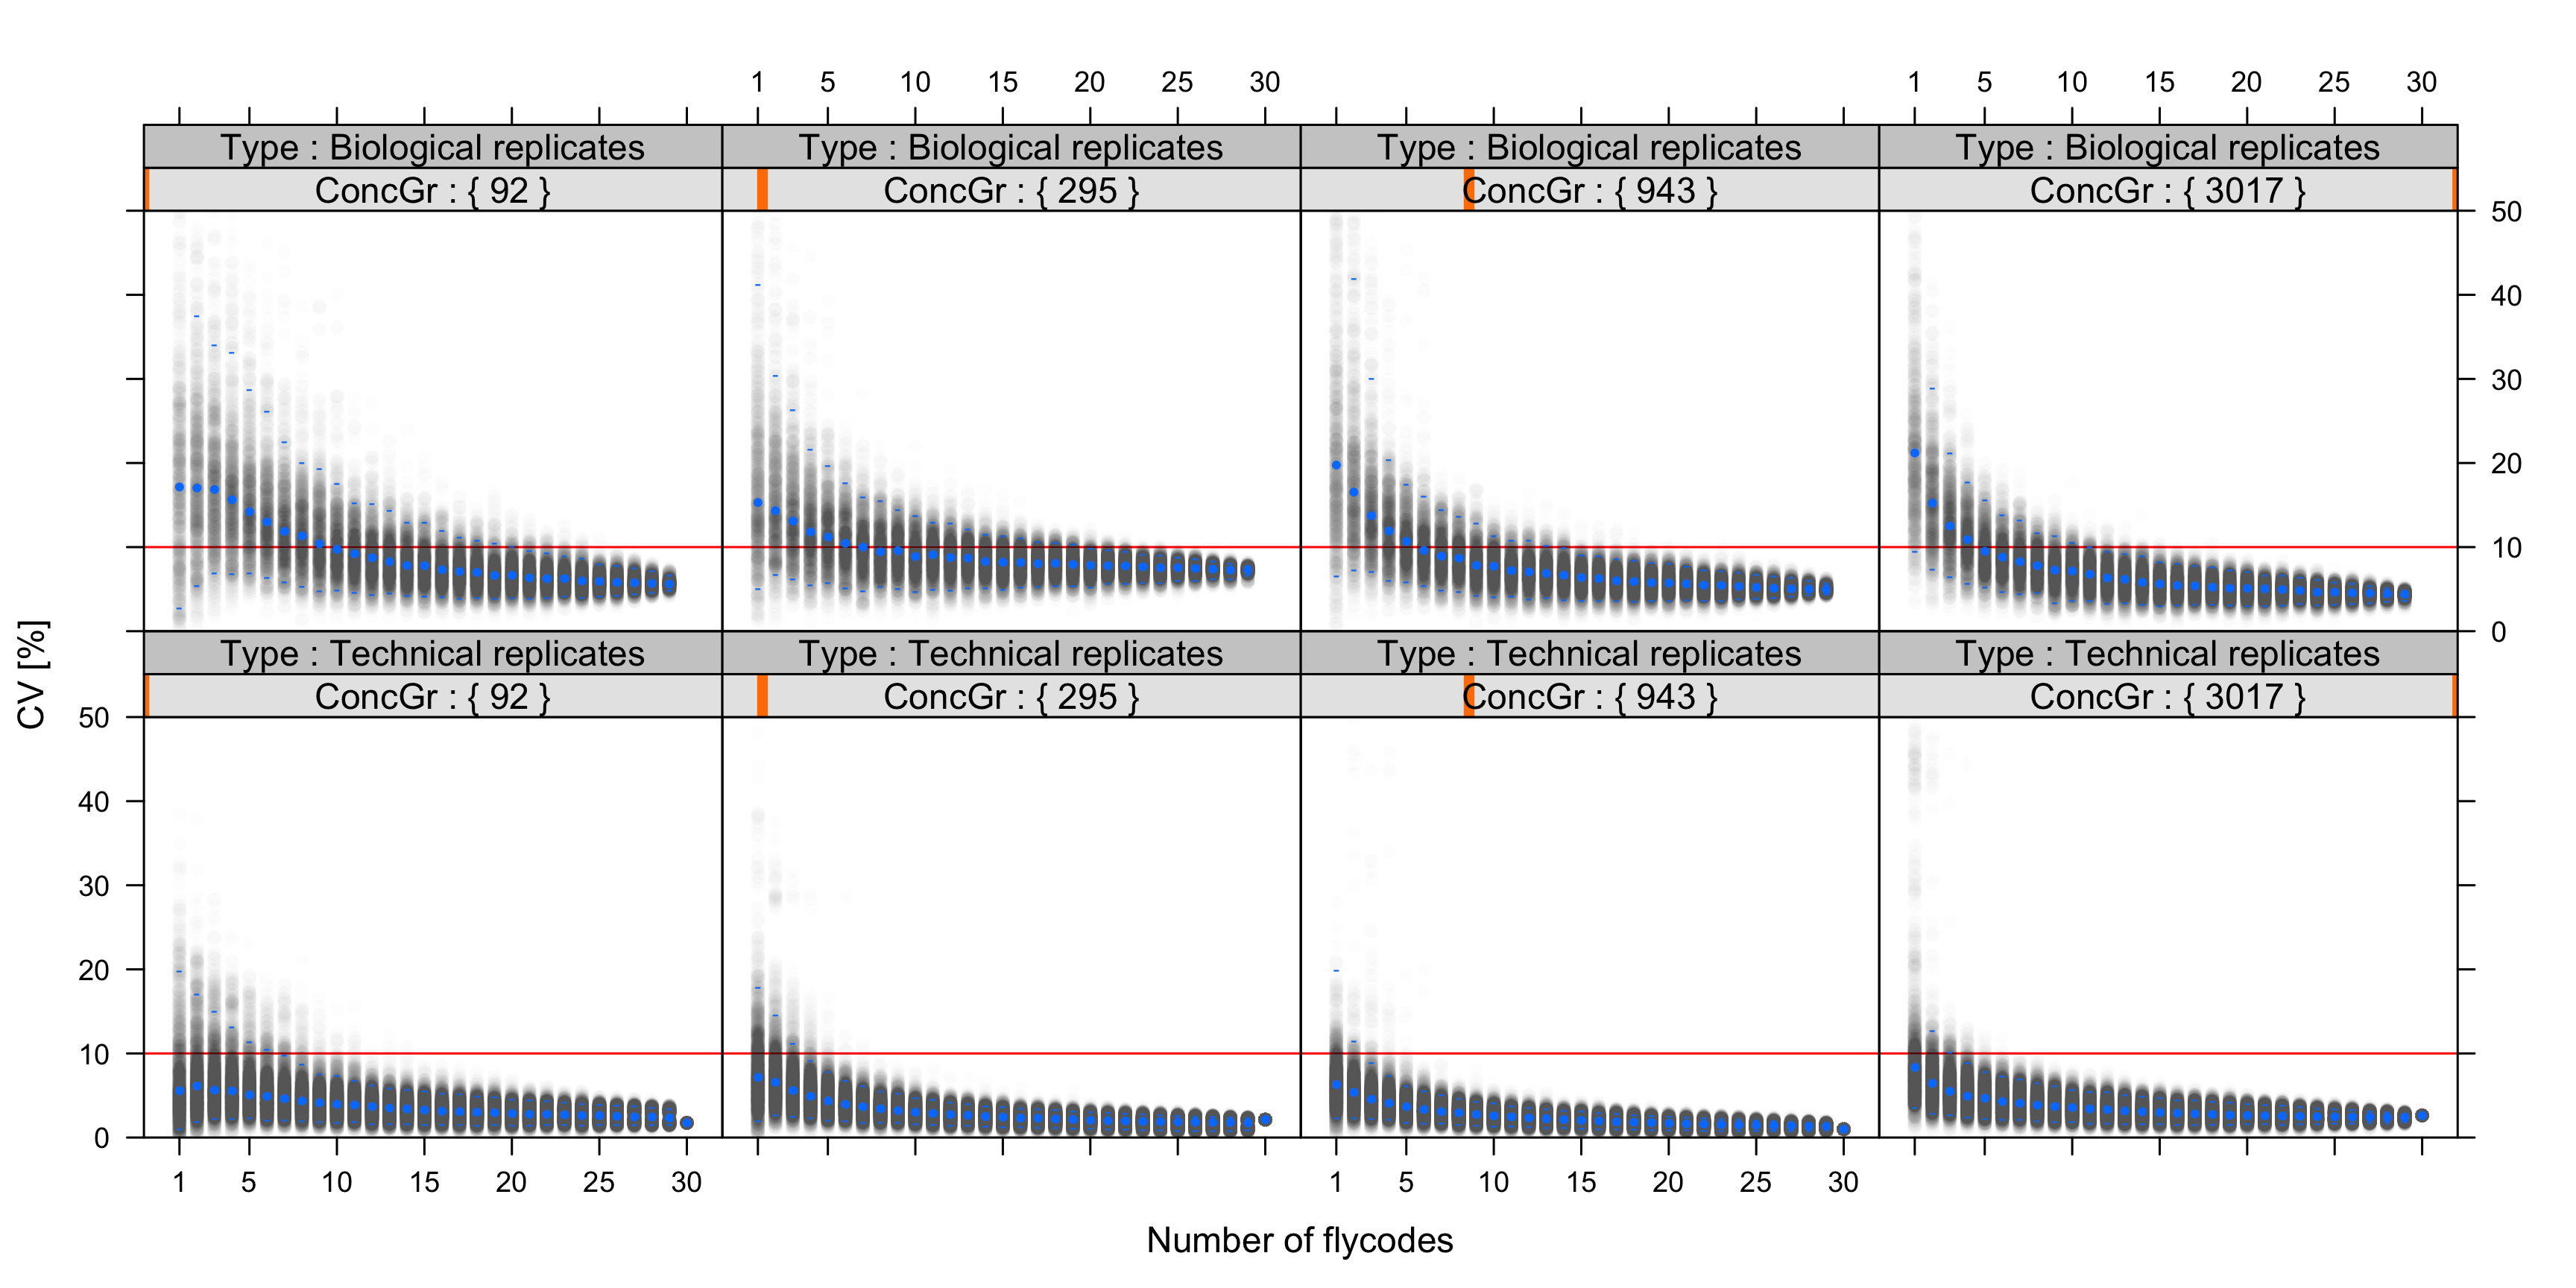 1 5 10 15 20 25 30 1 5 10 15 20 25 30
Type : Biological replicates Type : Biological replicates Type : Biological replicates Type : Biological replicates
ConcGr : { 92 } ConcGr : { 295 } ConcGr : { 943 } ConcGr : { 3017 }
50
40
30
20
10
0
CV [%]
Type : Technical replicates Type : Technical replicates Type : Technical replicates Type : Technical replicates
ConcGr : { 92 } ConcGr : { 295 } ConcGr : { 943 } ConcGr : { 3017 }
50
40
30
20
10
0
1 5 10 15 20 25 30 1 5 10 15 20 25 30
Number of flycodes